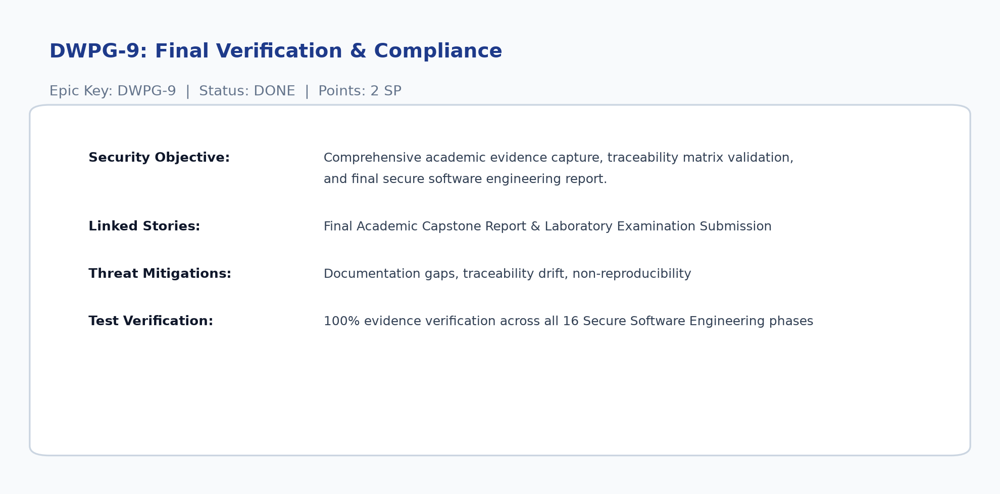 DWPG-9: Final Verification & Compliance
Epic Key: DWPG-9 | Status: DONE | Points: 2 SP
Security Objective: Comprehensive academic evidence capture, traceability matrix validation,
and final secure software engineering report.
Linked Stories: Final Academic Capstone Report & Laboratory Examination Submission
Threat Mitigations: Documentation gaps, traceability drift, non-reproducibility
Test Verification: 100% evidence verification across all 16 Secure Software Engineering phases